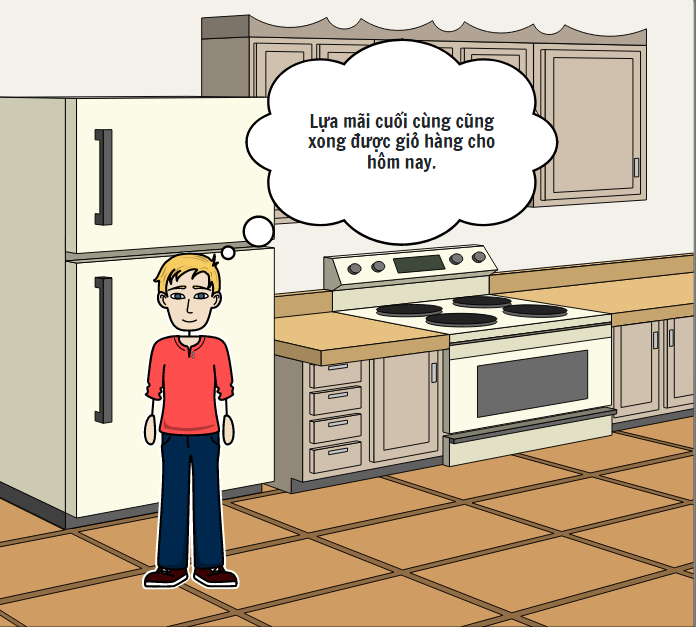 Lựa mãi cuối cùng cũng
xong được giỏ hàng cho
hôm nay.